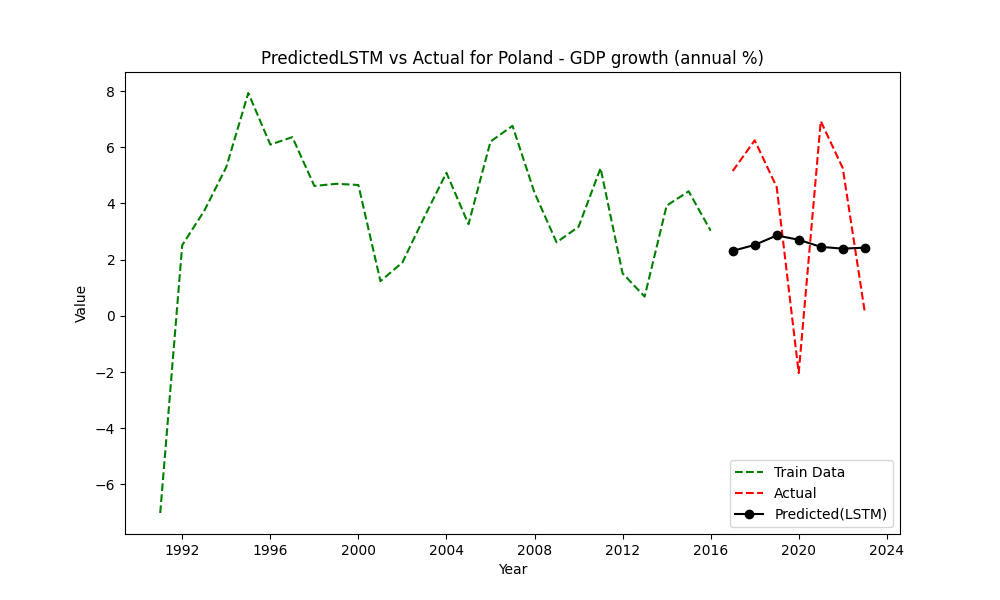 PredictedLSTM vs Actual for Poland - GDP growth (annual %)
Value
8
6
4
2
0
−2
−4
−6
Train Data
Actual
Predicted(LSTM)
1992 1996 2000 2004 2008 2012 2016 2020 2024
Year